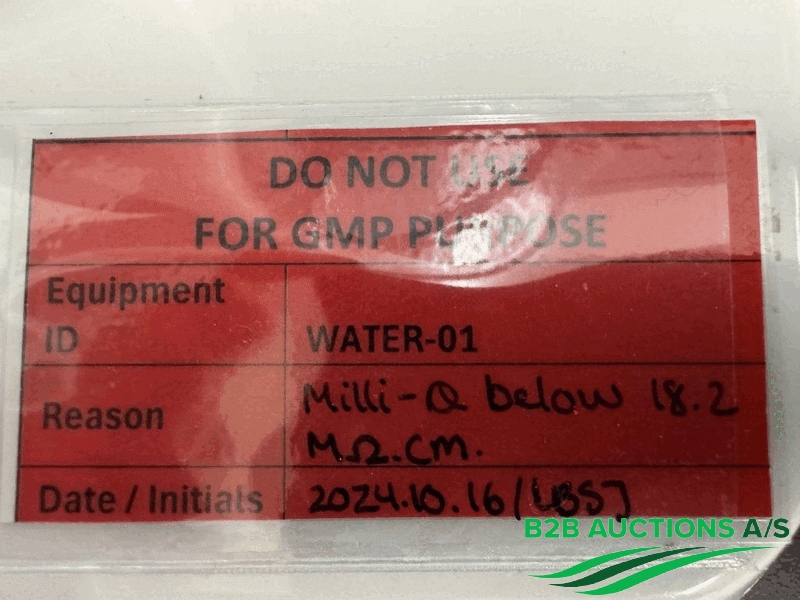 DO NOT USE
FOR GMP PURPOSE
Equipment
ID
WATER-01
Reason
Milli-Q below 18.2
MΩ.cm.
Date / Initials
2024.10.16/
B2B AUCTIONS A/S